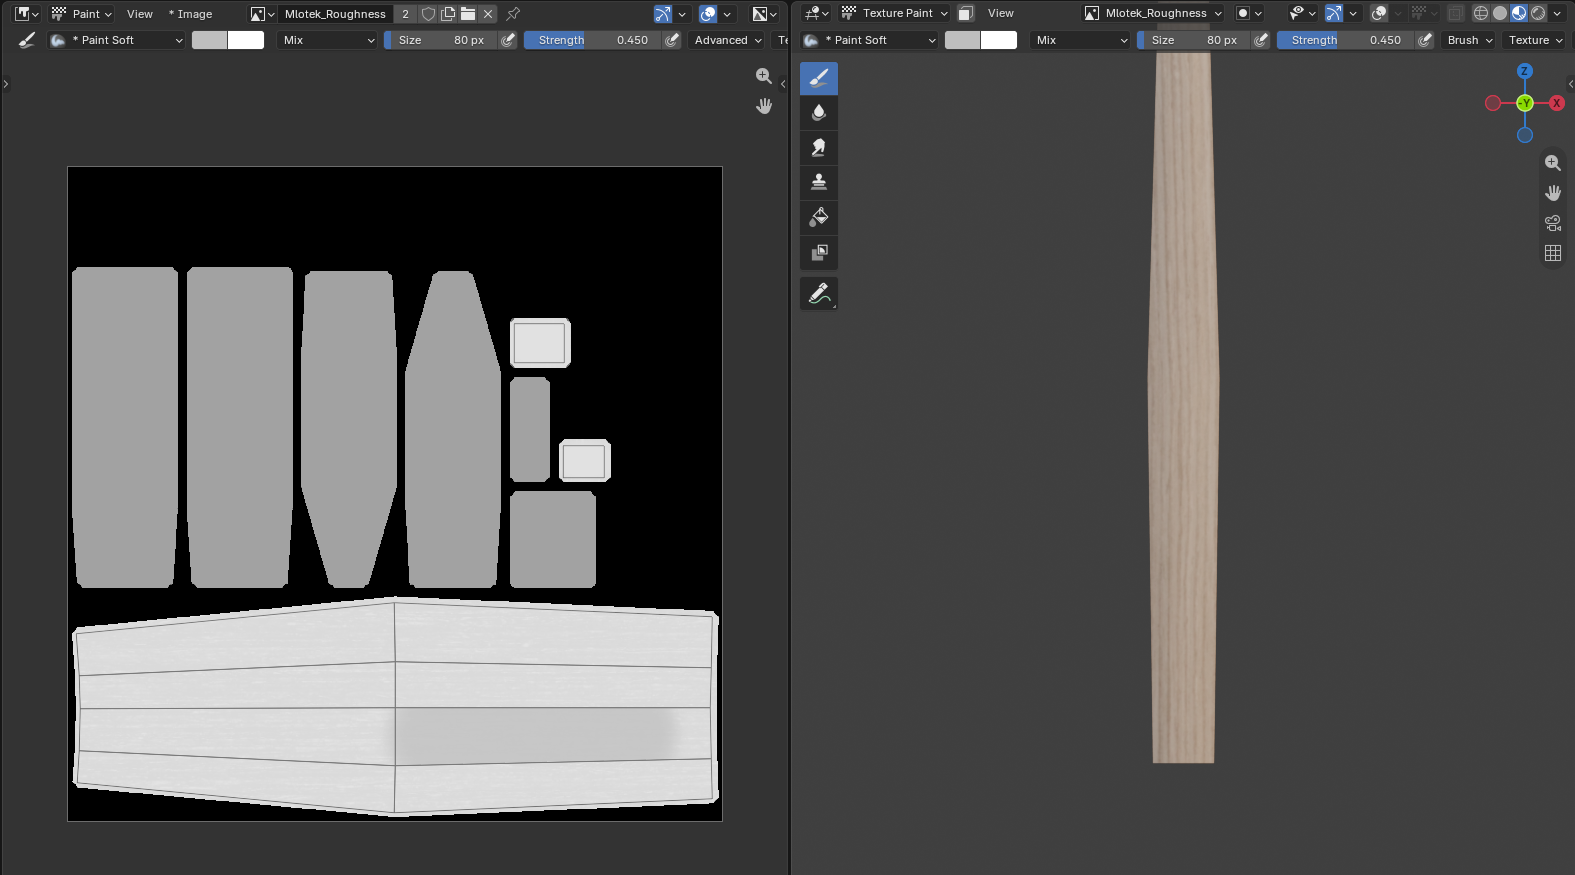 Paint View * Image Mlotek_Roughness 2
* Paint Soft Mix Size 80 px Strength 0.450 Advanced Te
Texture Paint View Mlotek_Roughness
* Paint Soft Mix Size 80 px Strength 0.450 Brush Texture
Z
-Y X